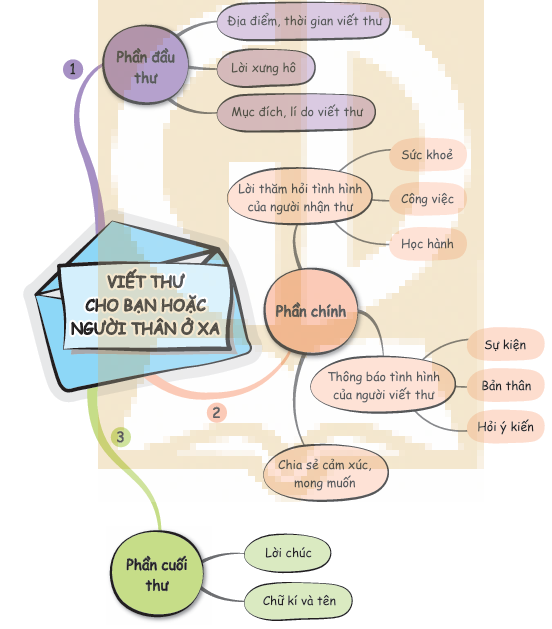 1
Phần đầu
thư
Địa điểm, thời gian viết thư
Lời xưng hô
Mục đích, lí do viết thư
VIẾT THƯ
CHO BẠN HOẶC
NGƯỜI THÂN Ở XA
2
Phần chính
Lời thăm hỏi tình hình
của người nhận thư
Sức khoẻ
Công việc
Học hành
Thông báo tình hình
của người viết thư
Sự kiện
Bản thân
Hỏi ý kiến
Chia sẻ cảm xúc,
mong muốn
3
Phần cuối
thư
Lời chúc
Chữ kí và tên